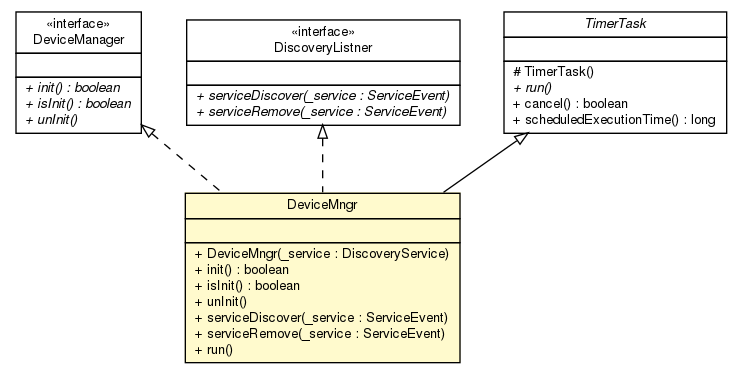 «interface»
DeviceManager
+ init() : boolean
+ isInit() : boolean
+ unInit()
«interface»
DiscoveryListner
+ serviceDiscover(_service : ServiceEvent)
+ serviceRemove(_service : ServiceEvent)
TimerTask
# TimerTask()
+ run()
+ cancel() : boolean
+ scheduledExecutionTime() : long
DeviceMngr
+ DeviceMngr(_service : DiscoveryService)
+ init() : boolean
+ isInit() : boolean
+ unInit()
+ serviceDiscover(_service : ServiceEvent)
+ serviceRemove(_service : ServiceEvent)
+ run()